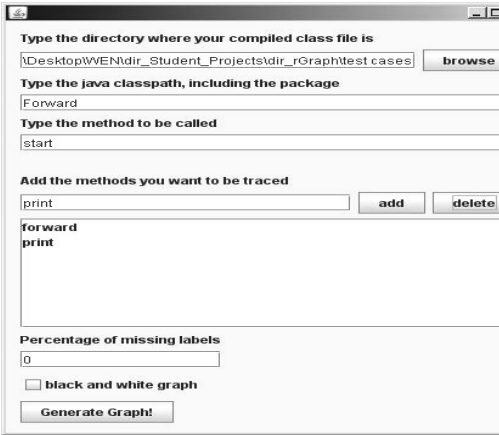 Type the directory where your compiled class file is
\Desktop\WEN\dir_Student_Projects\dir_rGraph\test cases browse
Type the java classpath, including the package
Forward
Type the method to be called
start
Add the methods you want to be traced
print add delete
forward
print
Percentage of missing labels
0
black and white graph
Generate Graph!